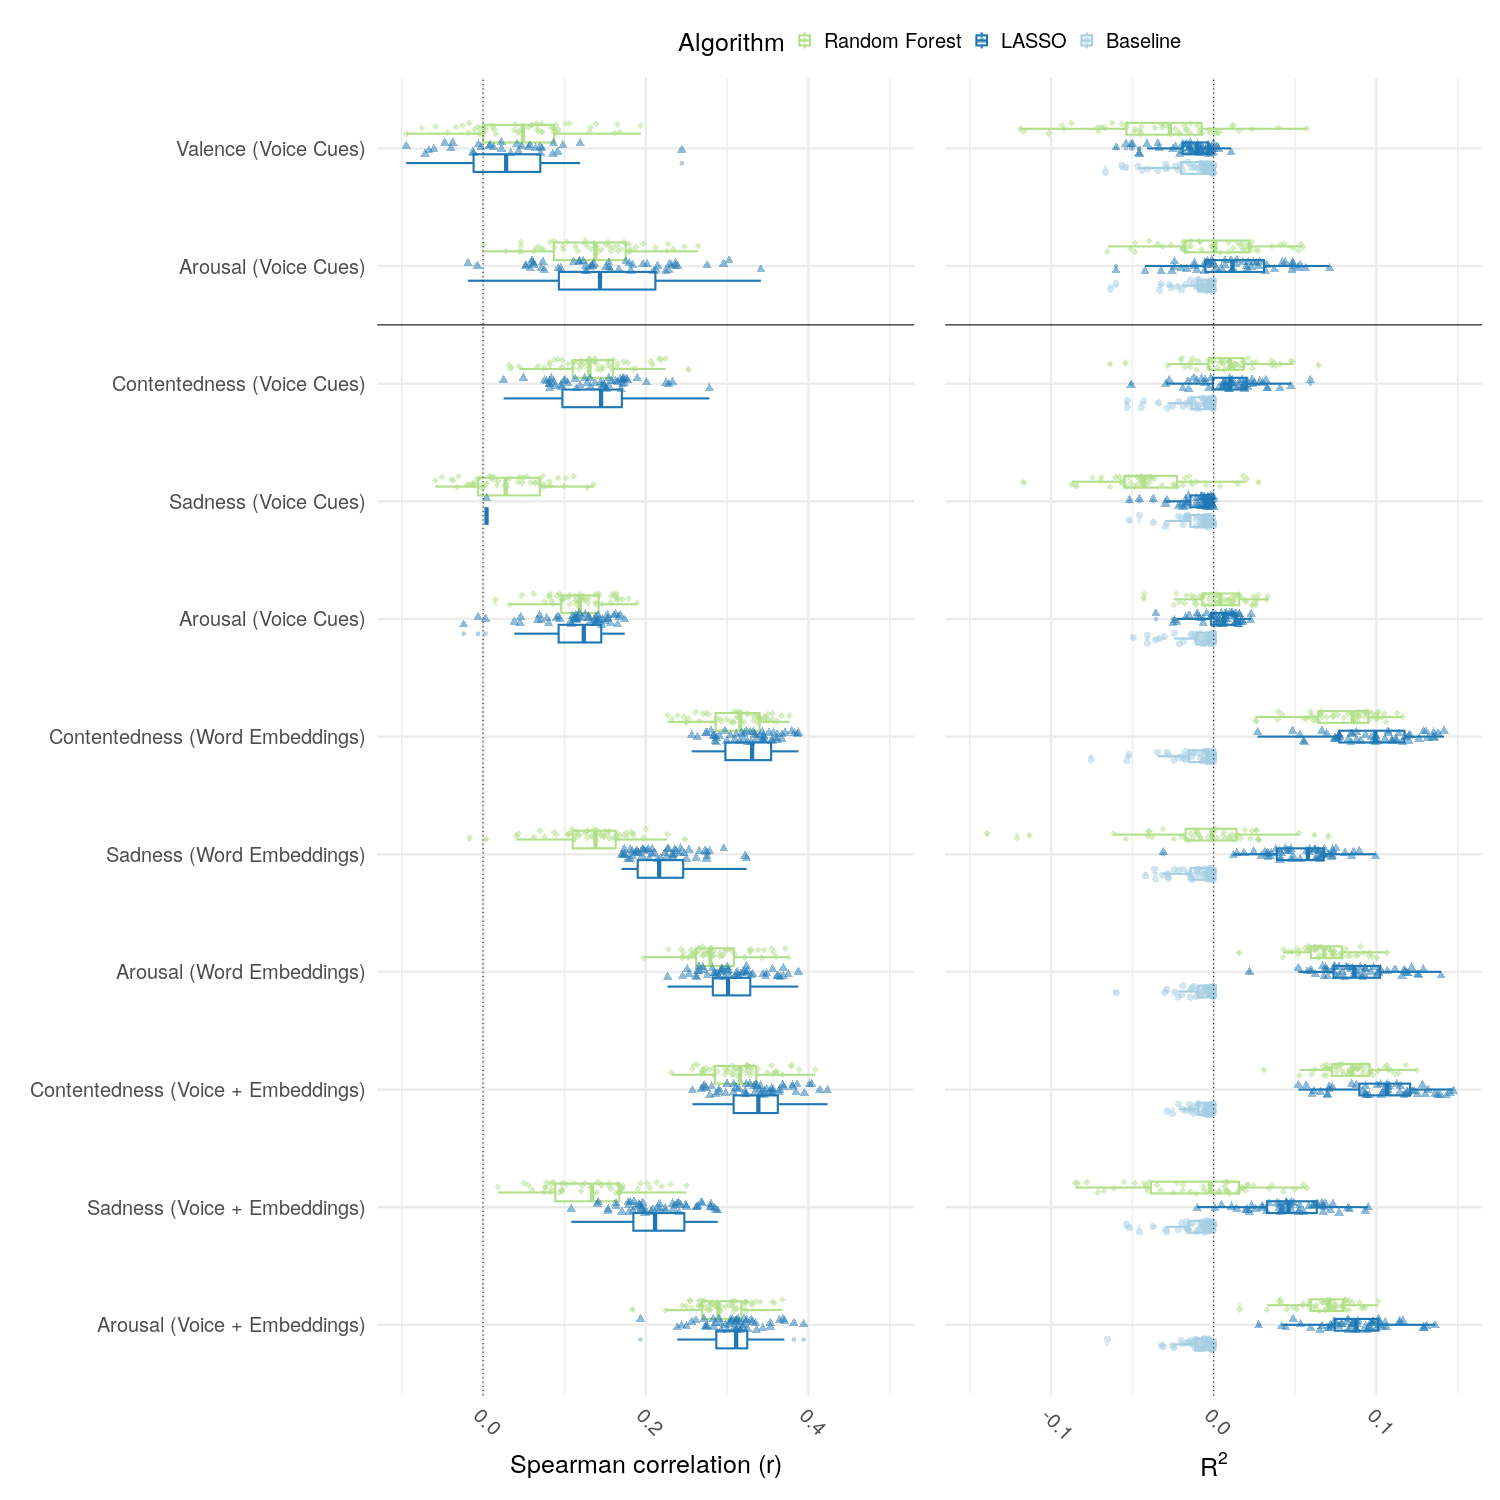 Algorithm Random Forest LASSO Baseline
Valence (Voice Cues)
Arousal (Voice Cues)
Contentedness (Voice Cues)
Sadness (Voice Cues)
Arousal (Voice Cues)
Contentedness (Word Embeddings)
Sadness (Word Embeddings)
Arousal (Word Embeddings)
Contentedness (Voice + Embeddings)
Sadness (Voice + Embeddings)
Arousal (Voice + Embeddings)
0.0 0.2 0.4 -0.1 0.0 0.1
Spearman correlation (r) R²